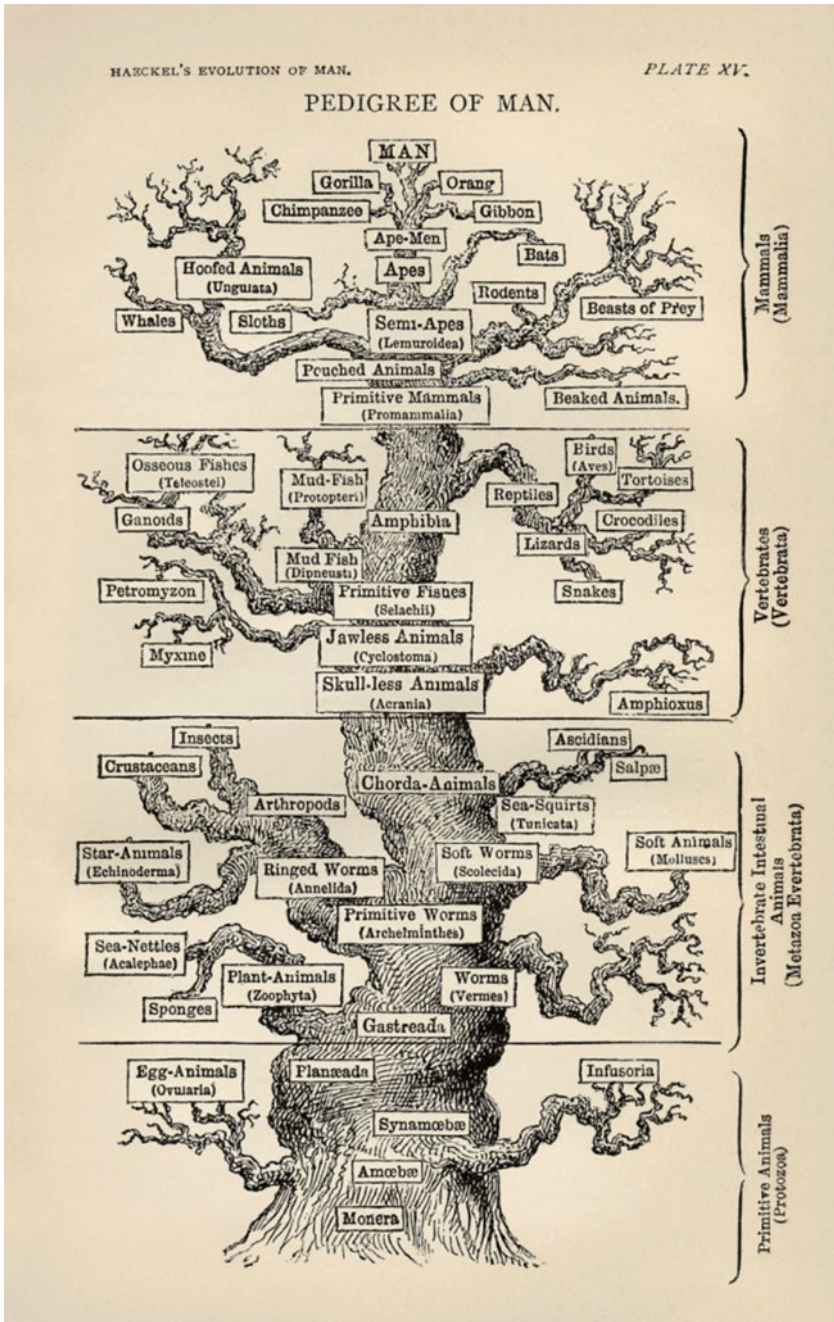 HAECKEL'S EVOLUTION OF MAN.
PLATE XV.
PEDIGREE OF MAN.
MAN
Gorilla
Orang
Chimpanzee
Gibbon
Ape-Men
Bats
Hoofed Animals
(Ungulata)
Apes
Rodents
Beasts of Prey
Whales
Sloths
Semi-Apes
(Lemuroidea)
Pouched Animals
Primitive Mammals
(Promammalia)
Beaked Animals.
Mammals
(Mammalia)
Osseous Fishes
(Teleostei)
Mud-Fish
(Protopteri)
Birds
(Aves)
Tortoises
Reptiles
Ganoids
Amphibia
Crocodiles
Lizards
Mud Fish
(Dipneusti)
Petromyzon
Primitive Fishes
(Selachii)
Snakes
Jawless Animals
(Cyclostoma)
Myxine
Skull-less Animals
(Acrania)
Amphioxus
Vertebrates
(Vertebrata)
Insects
Ascidians
Crustaceans
Salpæ
Chorda-Animals
Arthropods
Sea-Squirts
(Tunicata)
Star-Animals
(Echinoderma)
Ringed Worms
(Annelida)
Soft Worms
(Scolecida)
Soft Animals
(Molluscs)
Primitive Worms
(Archelminthes)
Sea-Nettles
(Acalephae)
Plant-Animals
(Zoophyta)
Worms
(Vermes)
Sponges
Gastreada
Invertebrate Intestinal
Animals
(Metazoa Evertebrata)
Egg-Animals
(Ovularia)
Planæada
Infusoria
Synamœbæ
Amœbæ
Monera
Primitive Animals
(Protozoa)